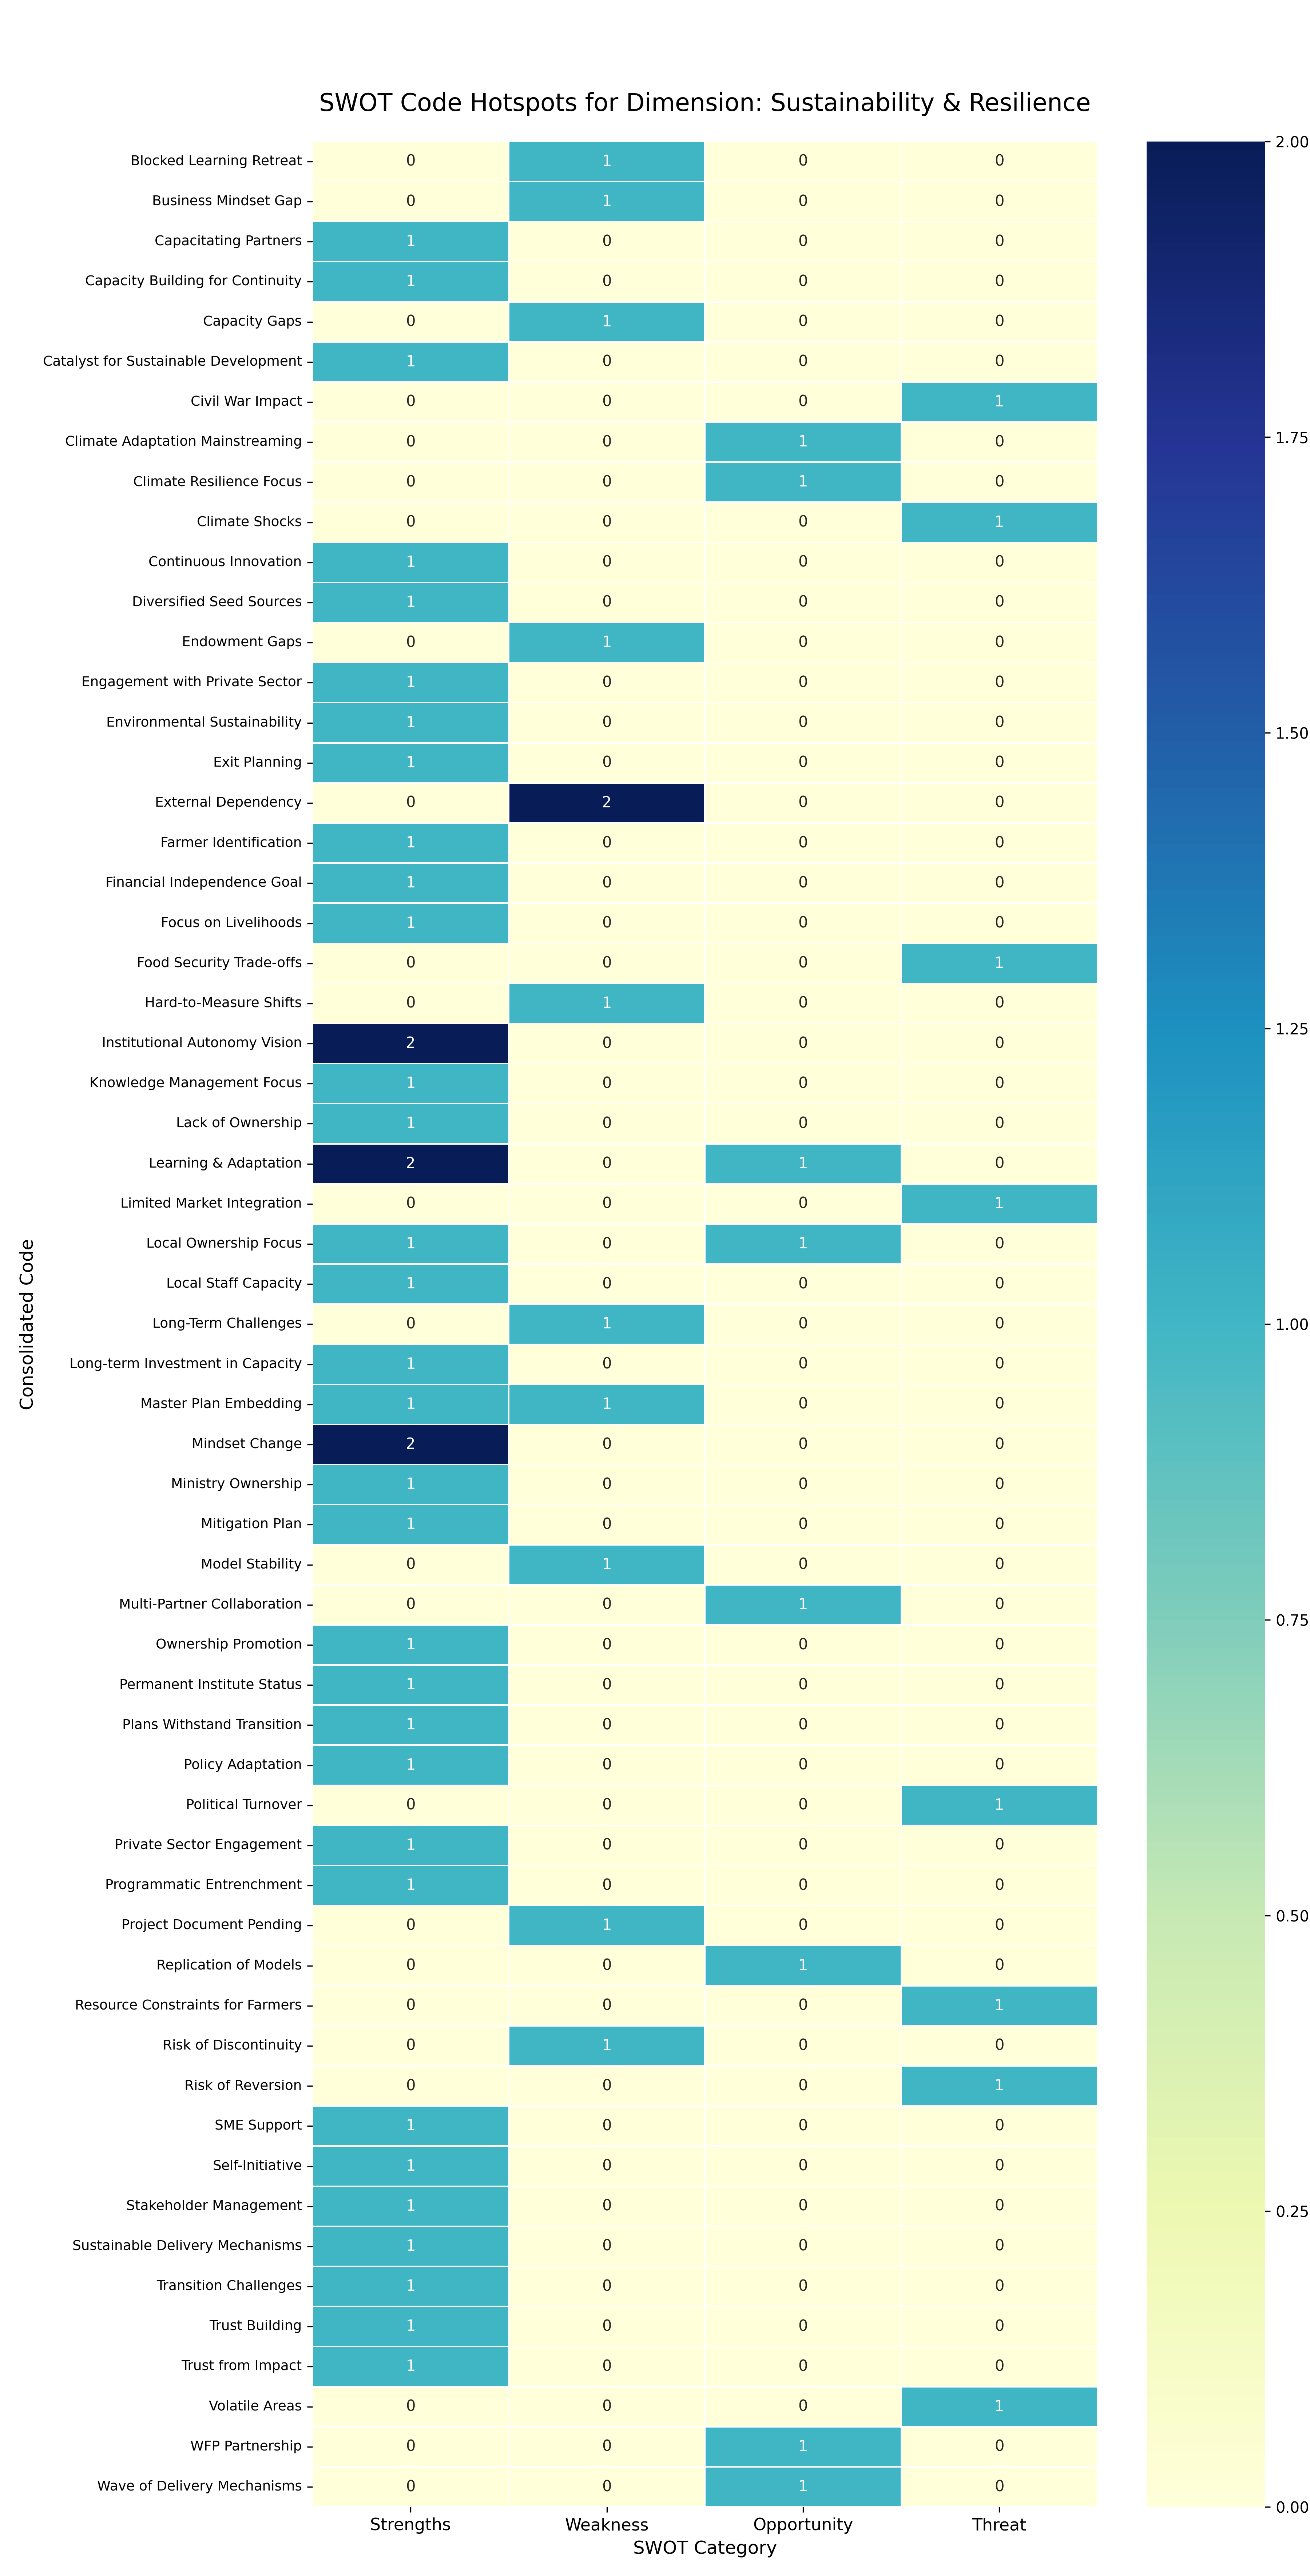 SWOT Code Hotspots for Dimension: Sustainability & Resilience
Blocked Learning Retreat 0 1 0 0
Business Mindset Gap 0 1 0 0
Capacitating Partners 1 0 0 0
Capacity Building for Continuity 1 0 0 0
Capacity Gaps 0 1 0 0
Catalyst for Sustainable Development 1 0 0 0
Civil War Impact 0 0 0 1
Climate Adaptation Mainstreaming 0 0 1 0
Climate Resilience Focus 0 0 1 0
Climate Shocks 0 0 0 1
Continuous Innovation 1 0 0 0
Diversified Seed Sources 1 0 0 0
Endowment Gaps 0 1 0 0
Engagement with Private Sector 1 0 0 0
Environmental Sustainability 1 0 0 0
Exit Planning 1 0 0 0
External Dependency 0 2 0 0
Farmer Identification 1 0 0 0
Financial Independence Goal 1 0 0 0
Focus on Livelihoods 1 0 0 0
Food Security Trade-offs 0 0 0 1
Hard-to-Measure Shifts 0 1 0 0
Institutional Autonomy Vision 2 0 0 0
Knowledge Management Focus 1 0 0 0
Lack of Ownership 1 0 0 0
Learning & Adaptation 2 0 1 0
Limited Market Integration 0 0 0 1
Local Ownership Focus 1 0 1 0
Local Staff Capacity 1 0 0 0
Long-Term Challenges 0 1 0 0
Long-term Investment in Capacity 1 0 0 0
Master Plan Embedding 1 1 0 0
Mindset Change 2 0 0 0
Ministry Ownership 1 0 0 0
Mitigation Plan 1 0 0 0
Model Stability 0 1 0 0
Multi-Partner Collaboration 0 0 1 0
Ownership Promotion 1 0 0 0
Permanent Institute Status 1 0 0 0
Plans Withstand Transition 1 0 0 0
Policy Adaptation 1 0 0 0
Political Turnover 0 0 0 1
Private Sector Engagement 1 0 0 0
Programmatic Entrenchment 1 0 0 0
Project Document Pending 0 1 0 0
Replication of Models 0 0 1 0
Resource Constraints for Farmers 0 0 0 1
Risk of Discontinuity 0 1 0 0
Risk of Reversion 0 0 0 1
SME Support 1 0 0 0
Self-Initiative 1 0 0 0
Stakeholder Management 1 0 0 0
Sustainable Delivery Mechanisms 1 0 0 0
Transition Challenges 1 0 0 0
Trust Building 1 0 0 0
Trust from Impact 1 0 0 0
Volatile Areas 0 0 0 1
WFP Partnership 0 0 1 0
Wave of Delivery Mechanisms 0 0 1 0
Strengths Weakness Opportunity Threat
SWOT Category
Consolidated Code
2.00
1.75
1.50
1.25
1.00
0.75
0.50
0.25
0.00